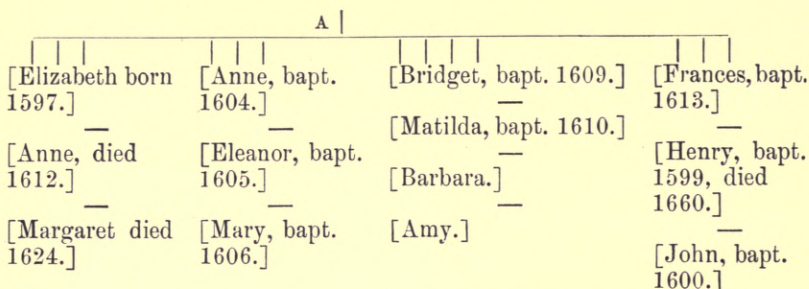 A
[Elizabeth born
1597.]
—
[Anne, died
1612.]
—
[Margaret died
1624.]
[Anne, bapt.
1604.]
—
[Eleanor, bapt.
1605.]
—
[Mary, bapt.
1606.]
[Bridget, bapt. 1609.]
—
[Matilda, bapt. 1610.]
—
[Barbara.]
—
[Amy.]
[Frances, bapt.
1613.]
—
[Henry, bapt.
1599, died
1660.]
—
[John, bapt.
1600.]